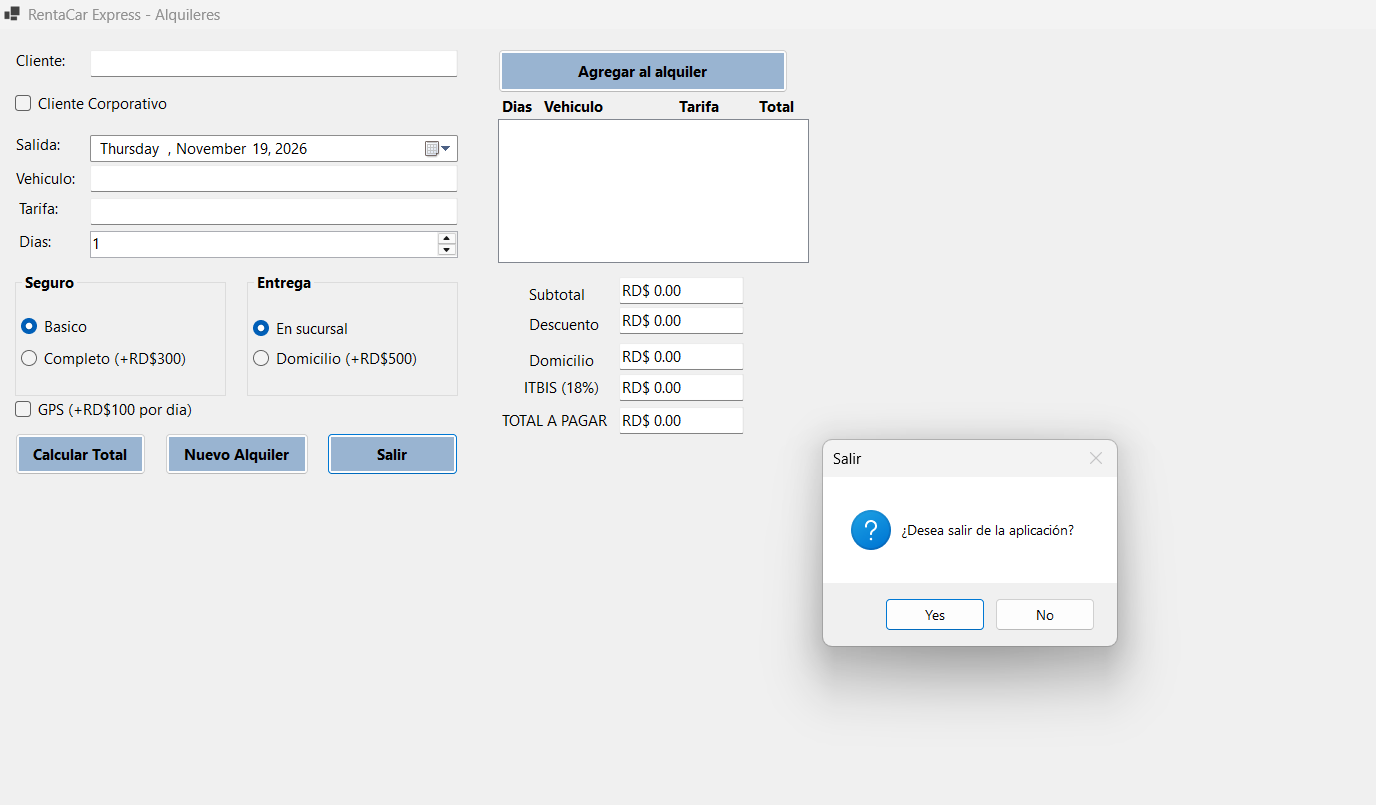 RentaCar Express - Alquileres
Cliente:
Cliente Corporativo
Salida:
Thursday , November 19, 2026
Vehiculo:
Tarifa:
Dias:
1
Seguro
Basico
Completo (+RD$300)
Entrega
En sucursal
Domicilio (+RD$500)
GPS (+RD$100 por dia)
Calcular Total
Nuevo Alquiler
Salir
Agregar al alquiler
Dias Vehiculo Tarifa Total
Subtotal RD$ 0.00
Descuento RD$ 0.00
Domicilio RD$ 0.00
ITBIS (18%) RD$ 0.00
TOTAL A PAGAR RD$ 0.00
Salir
?
¿Desea salir de la aplicación?
Yes
No